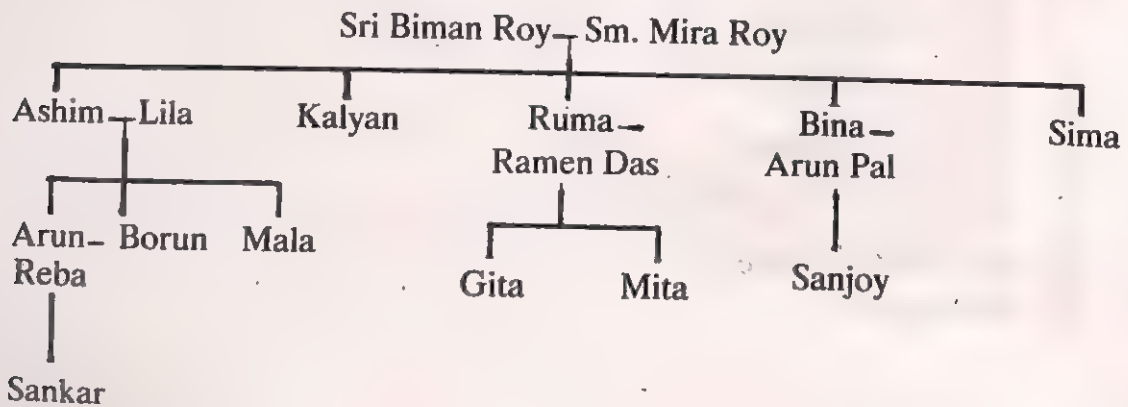 Sri Biman Roy – Sm. Mira Roy
Ashim – Lila Kalyan Ruma – Bina – Sima
Ramen Das Arun Pal
Arun – Borun Mala
Reba
Gita Mita Sanjoy
Sankar